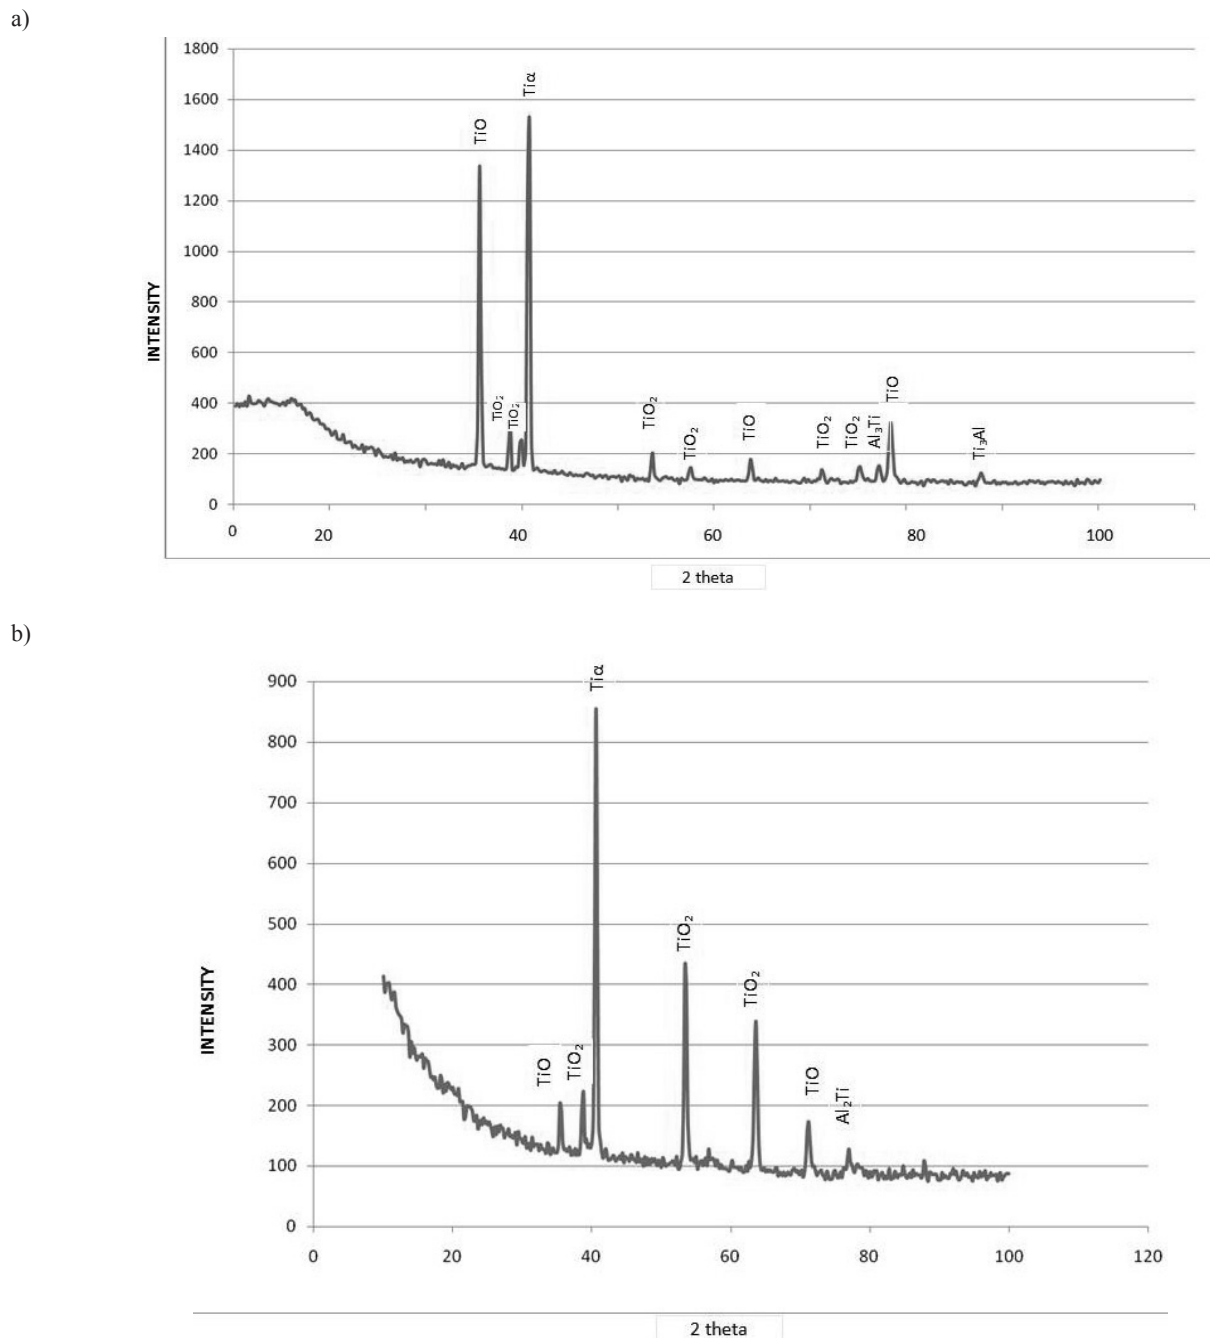 a)
1800
1600
1400
1200
1000
800
600
400
200
0
INTENSITY
TiO
TiO₂
TiO₂
Tiα
TiO₂
TiO₂
TiO
TiO₂
TiO₂
Al₃Ti
TiO
Ti₃Al
0 20 40 60 80 100
2 theta
b)
900
800
700
600
500
400
300
200
100
0
INTENSITY
TiO
TiO₂
Tiα
TiO₂
TiO₂
TiO
Al₂Ti
0 20 40 60 80 100 120
2 theta